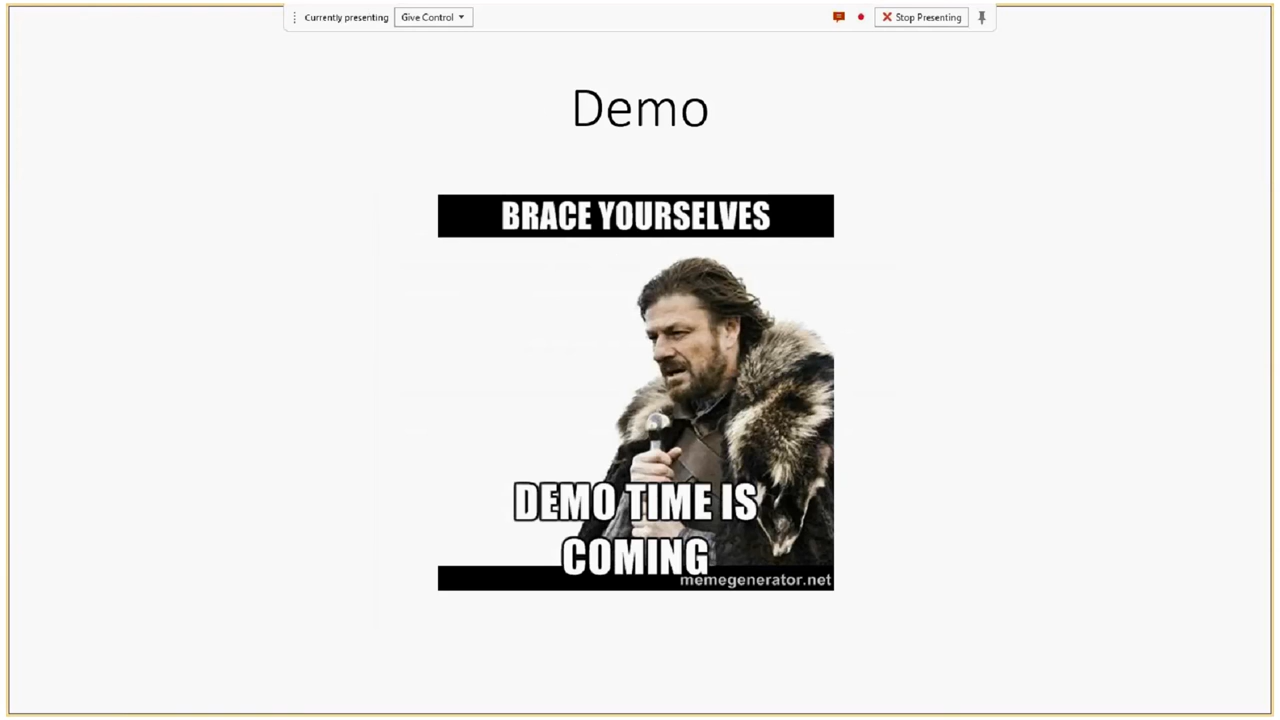 Currently presenting Give Control Stop Presenting
Demo
BRACE YOURSELVES
DEMO TIME IS
COMING
memegenerator.net